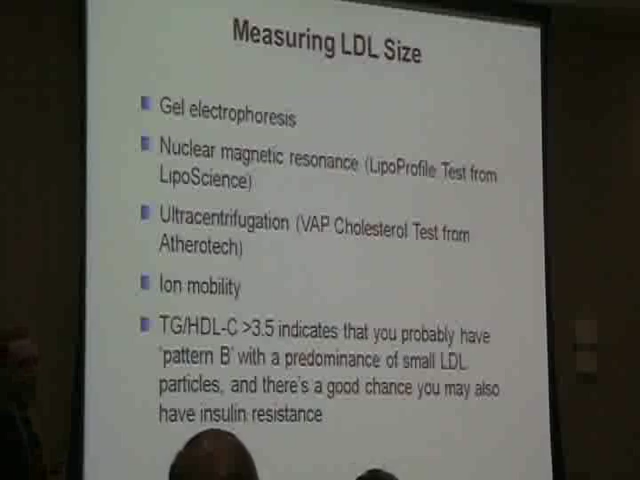 Measuring LDL Size
Gel electrophoresis
Nuclear magnetic resonance (LipoProfile Test from
LipoScience)
Ultracentrifugation (VAP Cholesterol Test from
Atherotech)
Ion mobility
TG/HDL-C >3.5 indicates that you probably have
'pattern B' with a predominance of small LDL
particles, and there's a good chance you may also
have insulin resistance